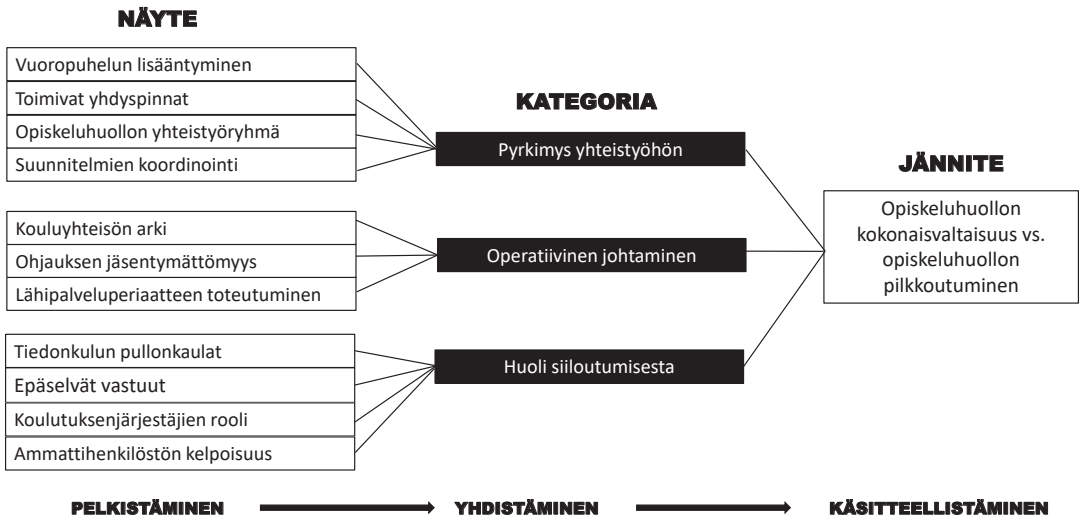 NÄYTE
Vuoropuhelun lisääntyminen
Toimivat yhdyspinnat
Opiskeluhuollon yhteistyöryhmä
Suunnitelmien koordinointi
Kouluyhteisön arki
Ohjauksen jäsentymättömyys
Lähipalveluperiaatteen toteutuminen
Tiedonkulun pullonkaulat
Epäselvät vastuut
Koulutuksenjärjestäjien rooli
Ammattihenkilöstön kelpoisuus
KATEGORIA
Pyrkimys yhteistyöhön
Operatiivinen johtaminen
Huoli siiloutumisesta
JÄNNITE
Opiskeluhuollon
kokonaisvaltaisuus vs.
opiskeluhuollon
pilkkoutuminen
PELKISTÄMINEN
YHDISTÄMINEN
KÄSITTEELLISTÄMINEN